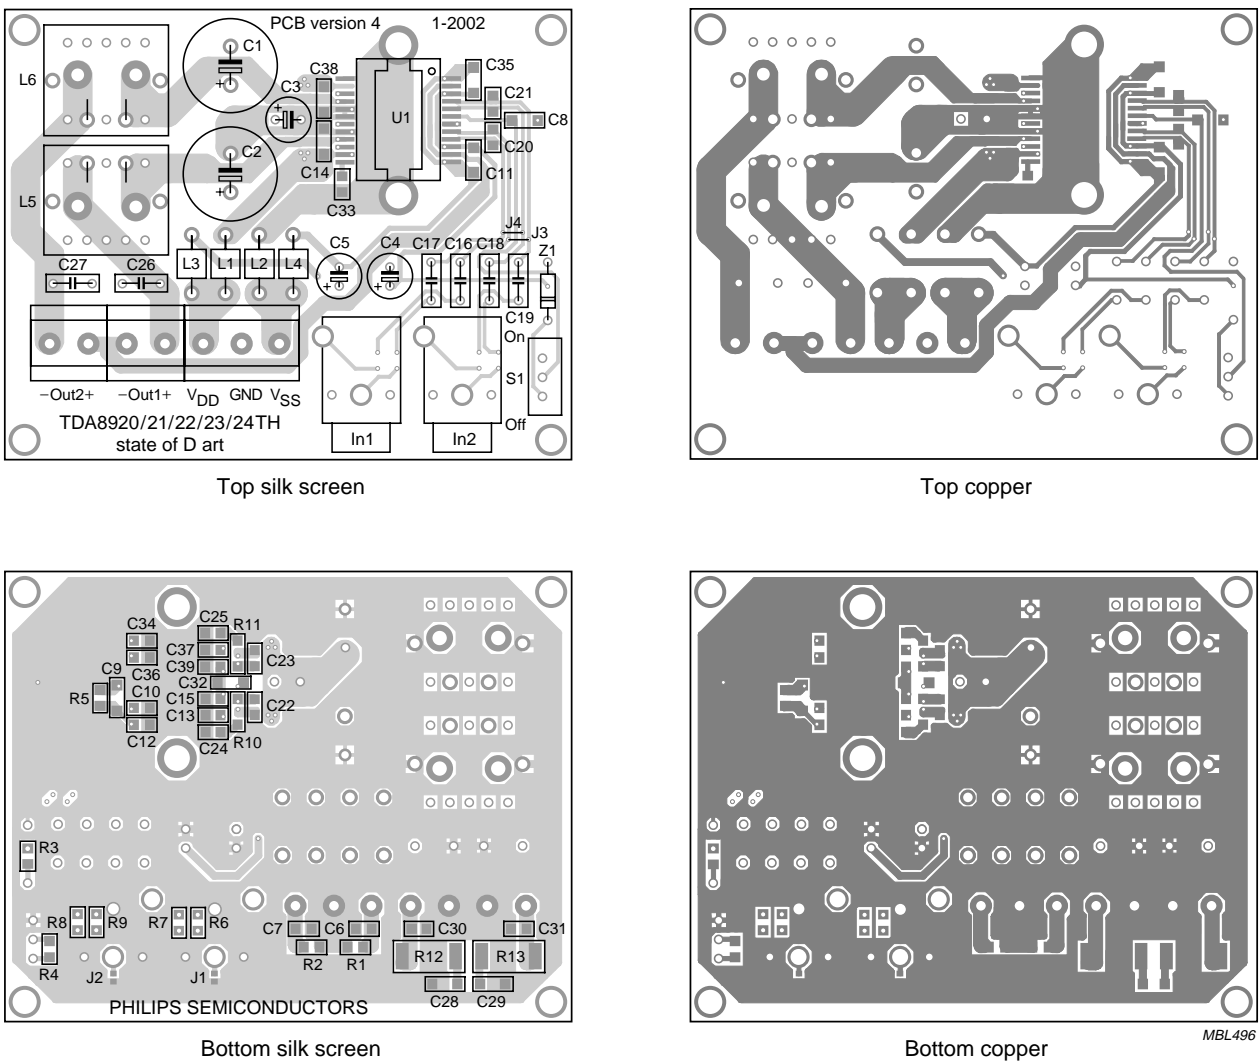 PCB version 4 1-2002
C1
L6
C38
C35
C3
C21
U1
C8
C20
C2
C14
C11
L5
C33
J4
J3
C5 C4 C17 C16 C18 Z1
C27 C26
L3 L1 L2 L4
C19
On
S1
−Out2+ −Out1+ VDD GND VSS
TDA8920/21/22/23/24TH
state of D art
Off
In1 In2
Top silk screen
Top copper
C25 R11
C34
C37
C39
C23
C36
C9
C32
C10
R5
C15
C13
C22
C12
C24
R10
R3
R8 R9 R7 R6 C7 C6 C30 C31
R4
R2 R1 R12 R13
J2 J1
C28 C29
PHILIPS SEMICONDUCTORS
Bottom silk screen
Bottom copper
MBL496